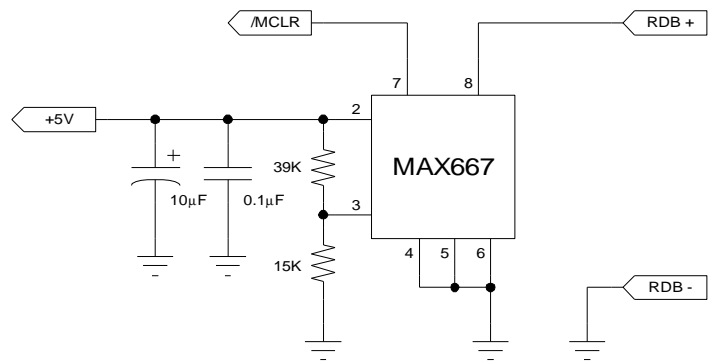 /MCLR
RDB +
7
8
+5V
2
+
39K
MAX667
10µF
0.1µF
3
15K
4
5
6
RDB -